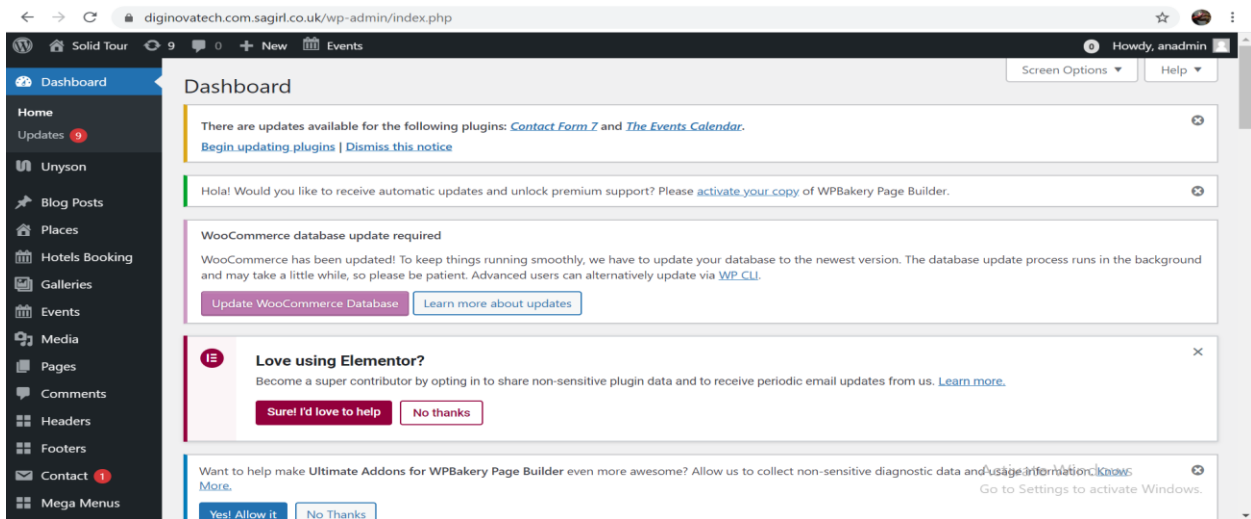 diginovatech.com.sagirl.co.uk/wp-admin/index.php
Solid Tour 9 0 New Events 0 Howdy, anadmin
Screen Options Help
Dashboard
Home
Updates 9
Unyson
Blog Posts
Places
Hotels Booking
Galleries
Events
Media
Pages
Comments
Headers
Footers
Contact 1
Mega Menus
Dashboard
There are updates available for the following plugins: Contact Form 7 and The Events Calendar.
Begin updating plugins | Dismiss this notice
Hola! Would you like to receive automatic updates and unlock premium support? Please activate your copy of WPBakery Page Builder.
WooCommerce database update required
WooCommerce has been updated! To keep things running smoothly, we have to update your database to the newest version. The database update process runs in the background
and may take a little while, so please be patient. Advanced users can alternatively update via WP CLI.
Update WooCommerce Database Learn more about updates
Love using Elementor?
Become a super contributor by opting in to share non-sensitive plugin data and to receive periodic email updates from us. Learn more.
Sure! I'd love to help No thanks
Want to help make Ultimate Addons for WPBakery Page Builder even more awesome? Allow us to collect non-sensitive diagnostic data and usage information. Know
More.
Yes! Allow it No Thanks
Activate Windows
Go to Settings to activate Windows.